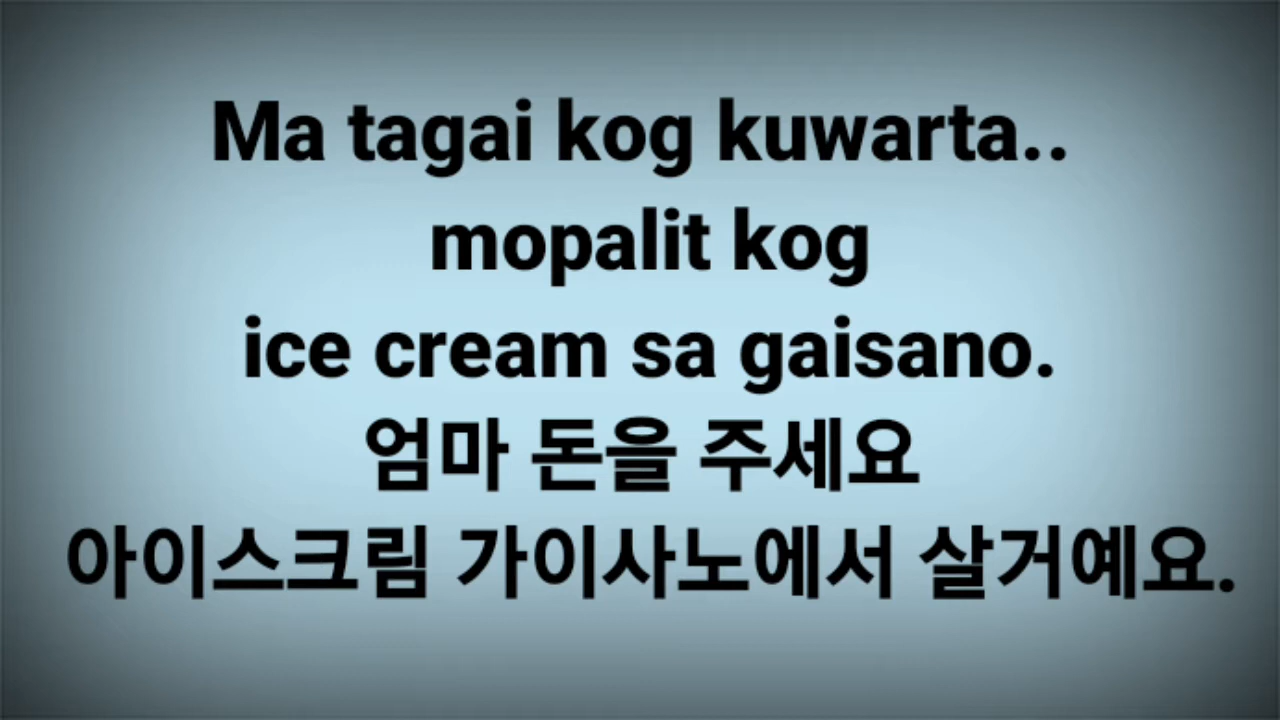 Ma tagai kog kuwarta..
mopalit kog
ice cream sa gaisano.
엄마 돈을 주세요
아이스크림 가이사노에서 살거예요.